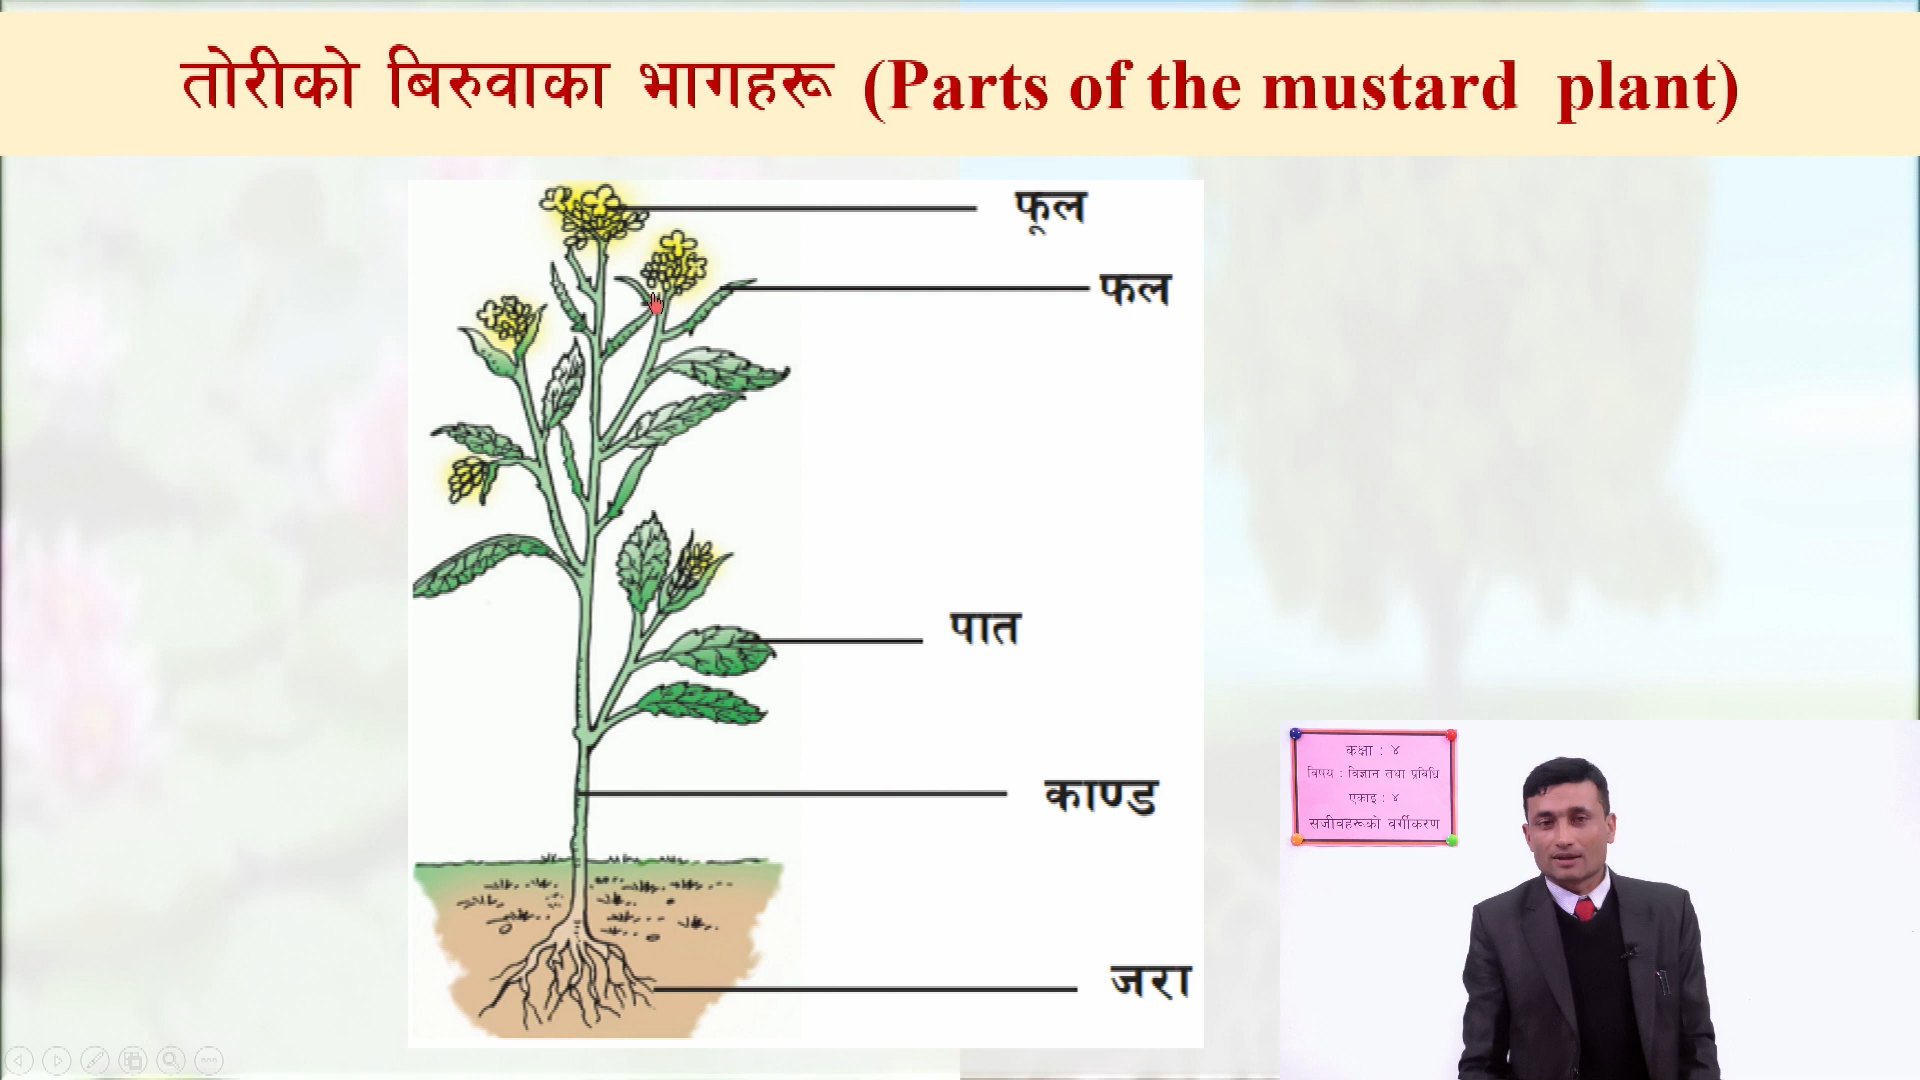 तोरीको बिरुवाका भागहरू (Parts of the mustard plant)
फूल
फल
पात
काण्ड
जरा
कक्षा : ४
विषय : विज्ञान तथा प्रविधि
एकाइ : ४
सजीवहरूको वर्गीकरण